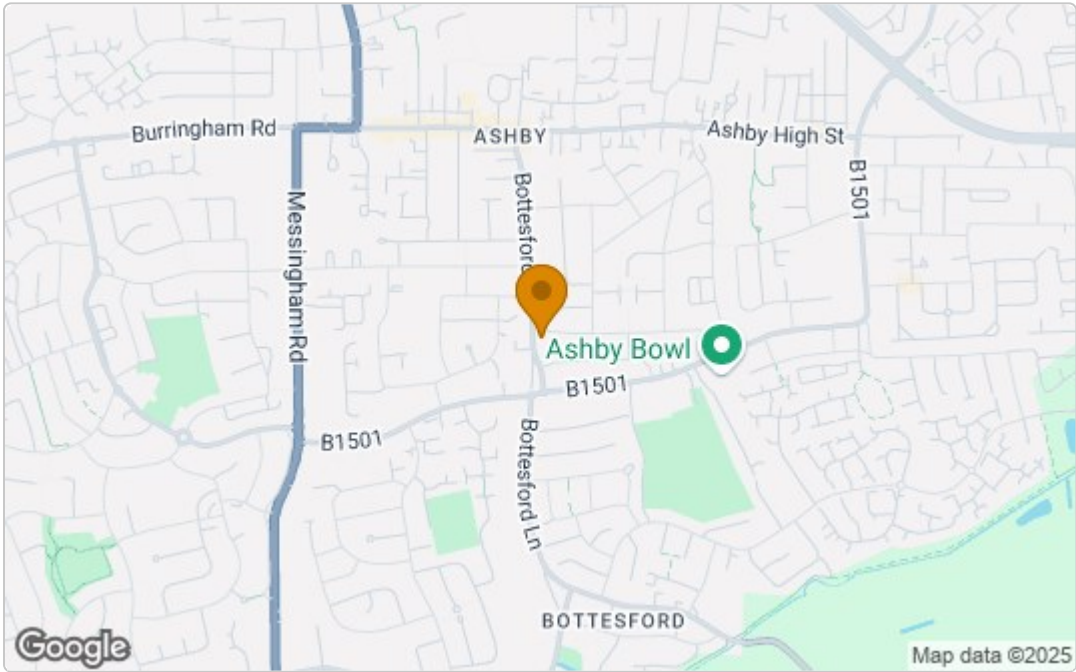 Burringham Rd
ASHBY
Ashby High St
B1501
Bottesford
Messingham Rd
Ashby Bowl
B1501
B1501
Bottesford Ln
BOTTESFORD
Google
Map data ©2025